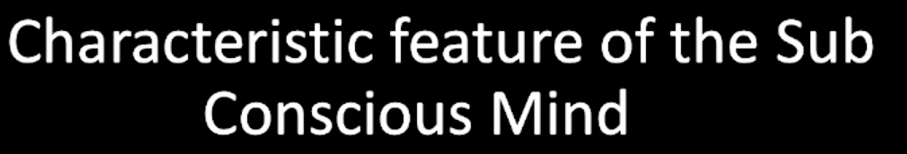 Characteristic feature of the Sub
Conscious Mind